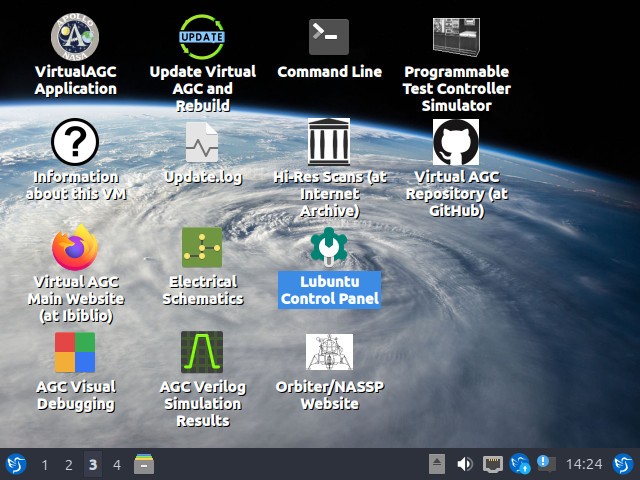 APOLLO
NASA
VirtualAGC
Application
UPDATE
Update Virtual
AGC and
Rebuild
Command Line
Programmable
Test Controller
Simulator
?
Information
about this VM
Update.log
Hi-Res Scans (at
Internet
Archive)
Virtual AGC
Repository (at
GitHub)
Virtual AGC
Main Website
(at Ibiblio)
Electrical
Schematics
Lubuntu
Control Panel
AGC Visual
Debugging
AGC Verilog
Simulation
Results
Orbiter/NASSP
Website
1 2 3 4 14:24